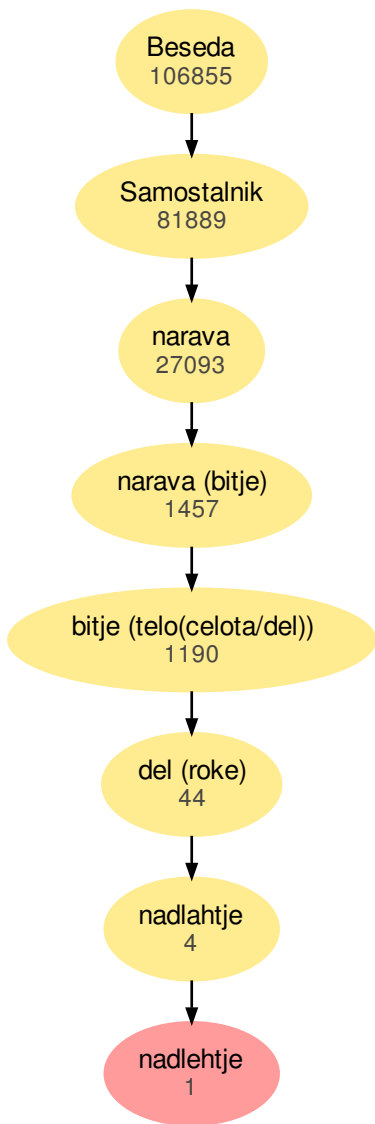 Beseda
106855
Samostalnik
81889
narava
27093
narava (bitje)
1457
bitje (telo(celota/del))
1190
del (roke)
44
nadlahtje
4
nadlehtje
1